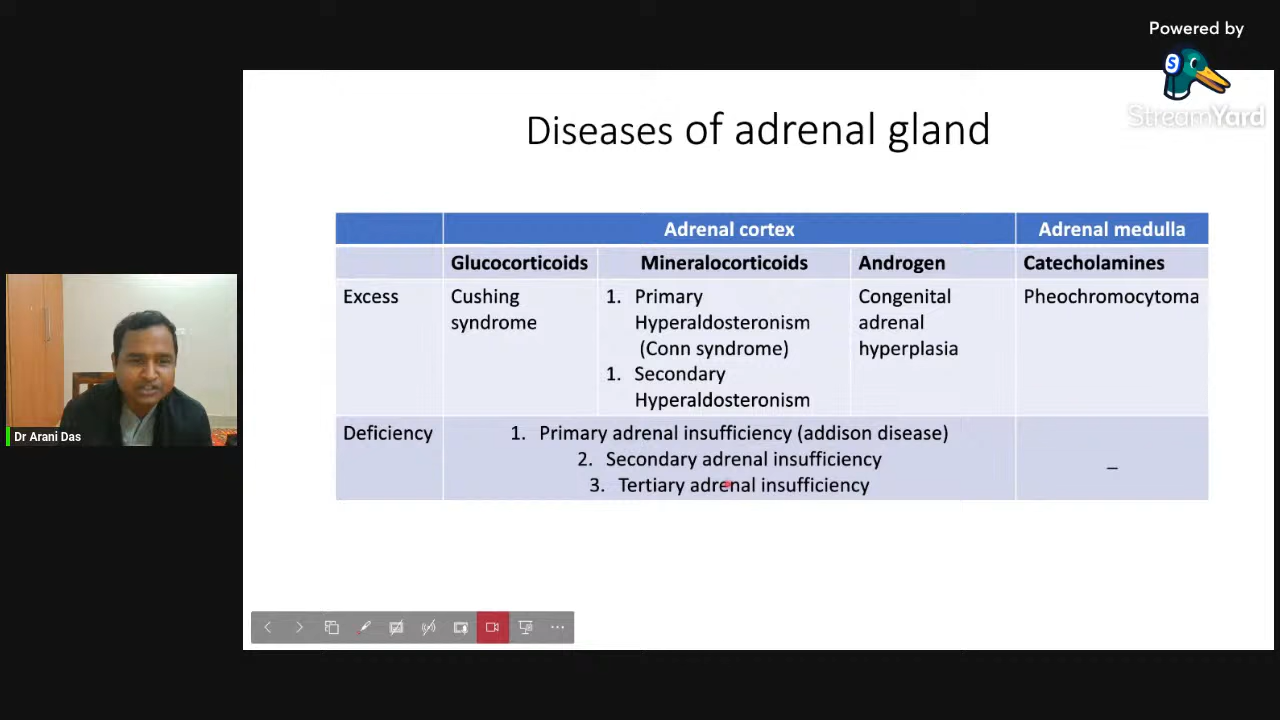 Powered by
S
StreamYard
Diseases of adrenal gland
Adrenal cortex Adrenal medulla
Glucocorticoids Mineralocorticoids Androgen Catecholamines
Excess
Cushing
syndrome
1. Primary
Hyperaldosteronism
(Conn syndrome)
1. Secondary
Hyperaldosteronism
Congenital
adrenal
hyperplasia
Pheochromocytoma
Deficiency
1. Primary adrenal insufficiency (addison disease)
2. Secondary adrenal insufficiency
3. Tertiary adrenal insufficiency
_
Dr Arani Das